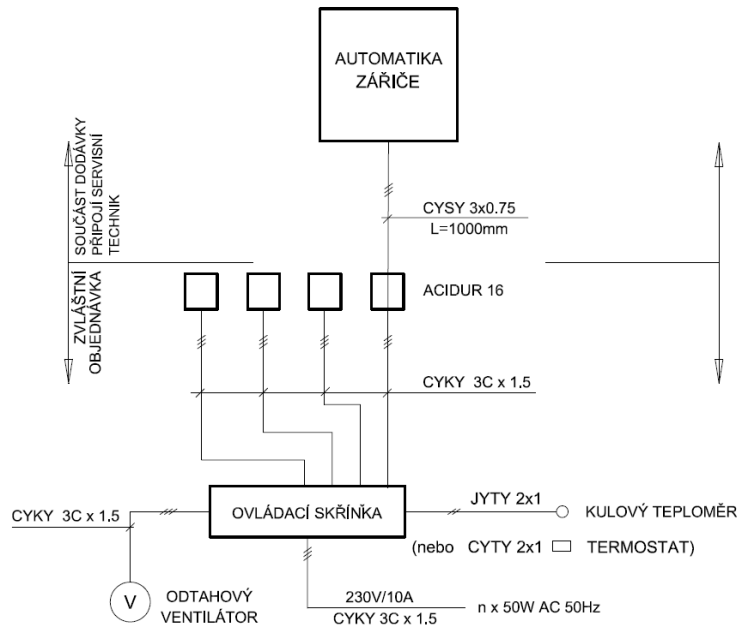 AUTOMATIKA
ZÁŘIČE
SOUČÁST DODÁVKY
PŘIPOJÍ SERVISNÍ
TECHNIK
CYSY 3x0.75
L=1000mm
ZVLÁŠTNÍ
OBJEDNÁVKA
ACIDUR 16
CYKY 3C x 1,5
CYKY 3C x 1,5
OVLÁDACÍ SKŘÍŇKA
JYTY 2x1
KULOVÝ TEPLOMĚR
(nebo CYTY 2x1 TERMOSTAT)
V
ODTAHOVÝ
VENTILÁTOR
230V/10A
CYKY 3C x 1,5
n x 50W AC 50Hz